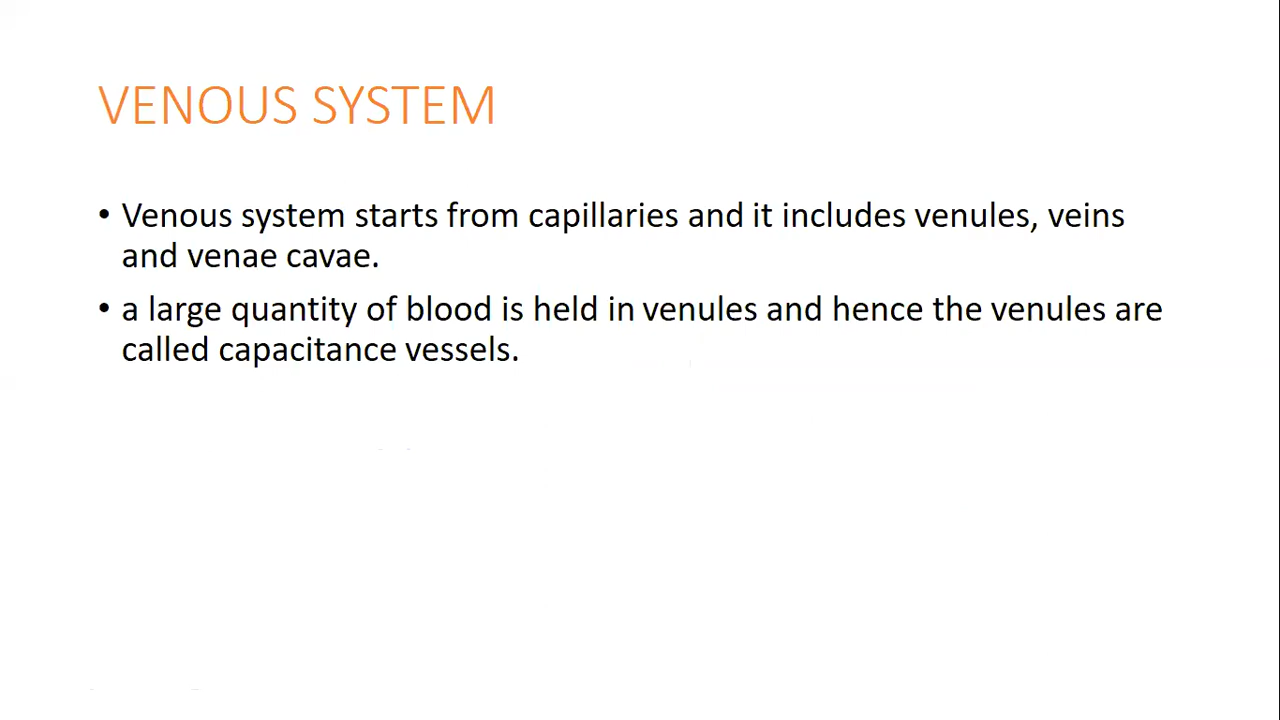 VENOUS SYSTEM
• Venous system starts from capillaries and it includes venules, veins
and venae cavae.
• a large quantity of blood is held in venules and hence the venules are
called capacitance vessels.